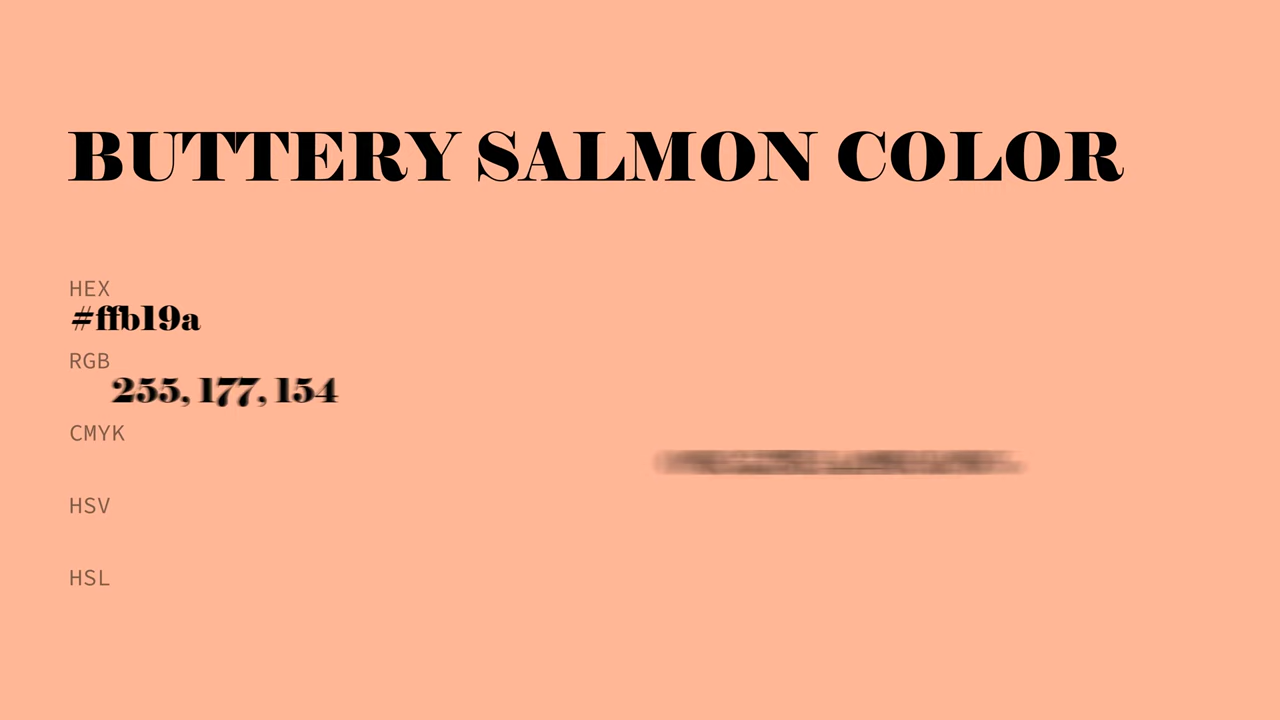 BUTTERY SALMON COLOR
HEX
#ffb19a
RGB
255, 177, 154
CMYK
HSV
HSL